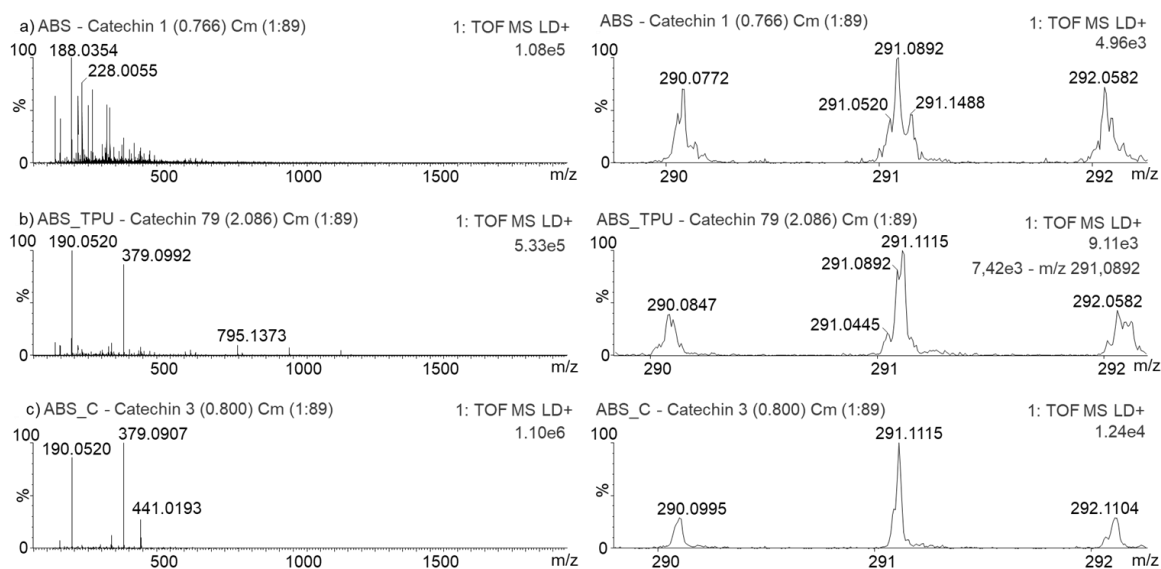 a) ABS - Catechin 1 (0.766) Cm (1:89)
1: TOF MS LD+
1.08e5
100
188.0354
228.0055
%
0
500
1000
1500
m/z
ABS - Catechin 1 (0.766) Cm (1:89)
1: TOF MS LD+
4.96e3
100
291.0892
290.0772
292.0582
291.0520
291.1488
%
0
290
291
292
m/z
b) ABS_TPU - Catechin 79 (2.086) Cm (1:89)
1: TOF MS LD+
5.33e5
100
190.0520
379.0992
795.1373
%
0
500
1000
1500
m/z
ABS_TPU - Catechin 79 (2.086) Cm (1:89)
1: TOF MS LD+
9.11e3
7,42e3 - m/z 291,0892
100
291.1115
291.0892
290.0847
292.0582
291.0445
%
0
290
291
292
m/z
c) ABS_C - Catechin 3 (0.800) Cm (1:89)
1: TOF MS LD+
1.10e6
100
379.0907
190.0520
441.0193
%
0
500
1000
1500
m/z
ABS_C - Catechin 3 (0.800) Cm (1:89)
1: TOF MS LD+
1.24e4
100
291.1115
290.0995
292.1104
%
0
290
291
292
m/z